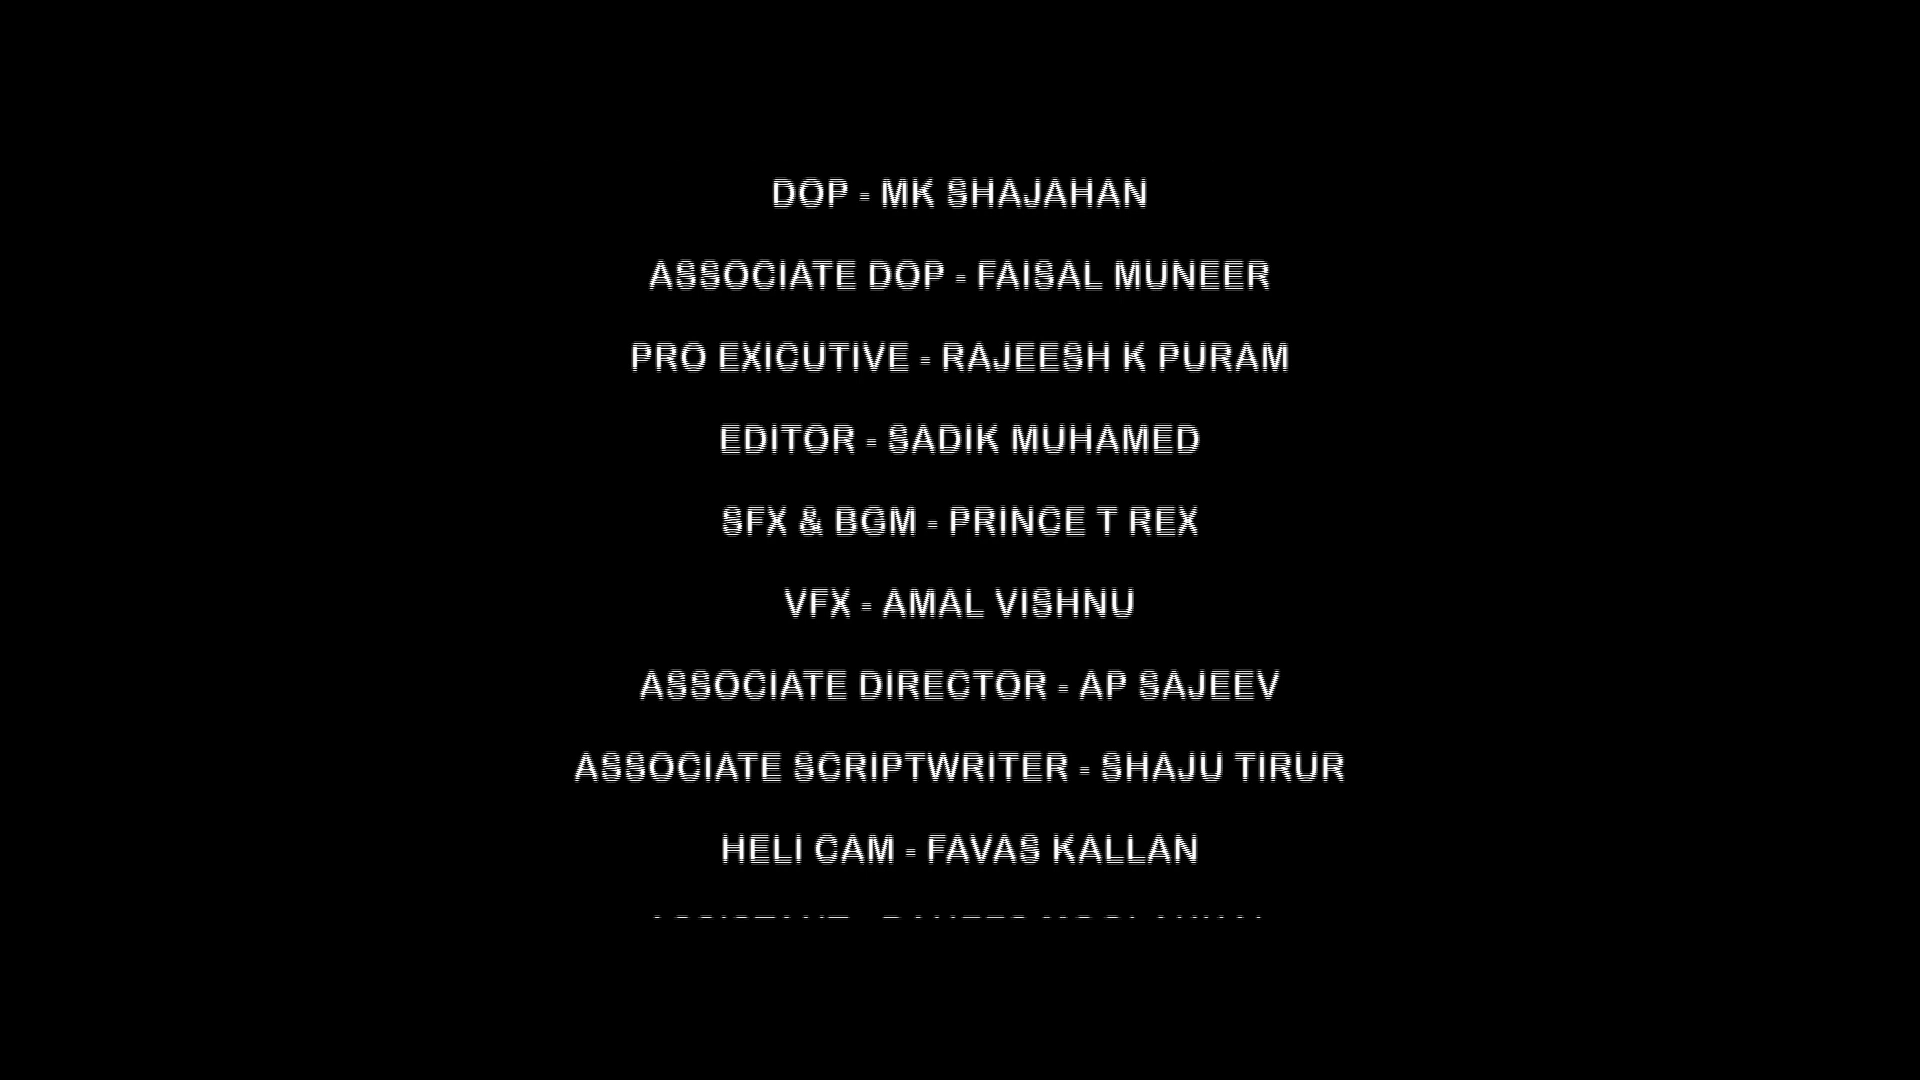 DOP - MK SHAJAHAN
ASSOCIATE DOP - FAISAL MUNEER
PRO EXICUTIVE - RAJEESH K PURAM
EDITOR - SADIK MUHAMED
SFX & BGM - PRINCE T REX
VFX - AMAL VISHNU
ASSOCIATE DIRECTOR - AP SAJEEV
ASSOCIATE SCRIPTWRITER - SHAJU TIRUR
HELI CAM - FAVAS KALLAN